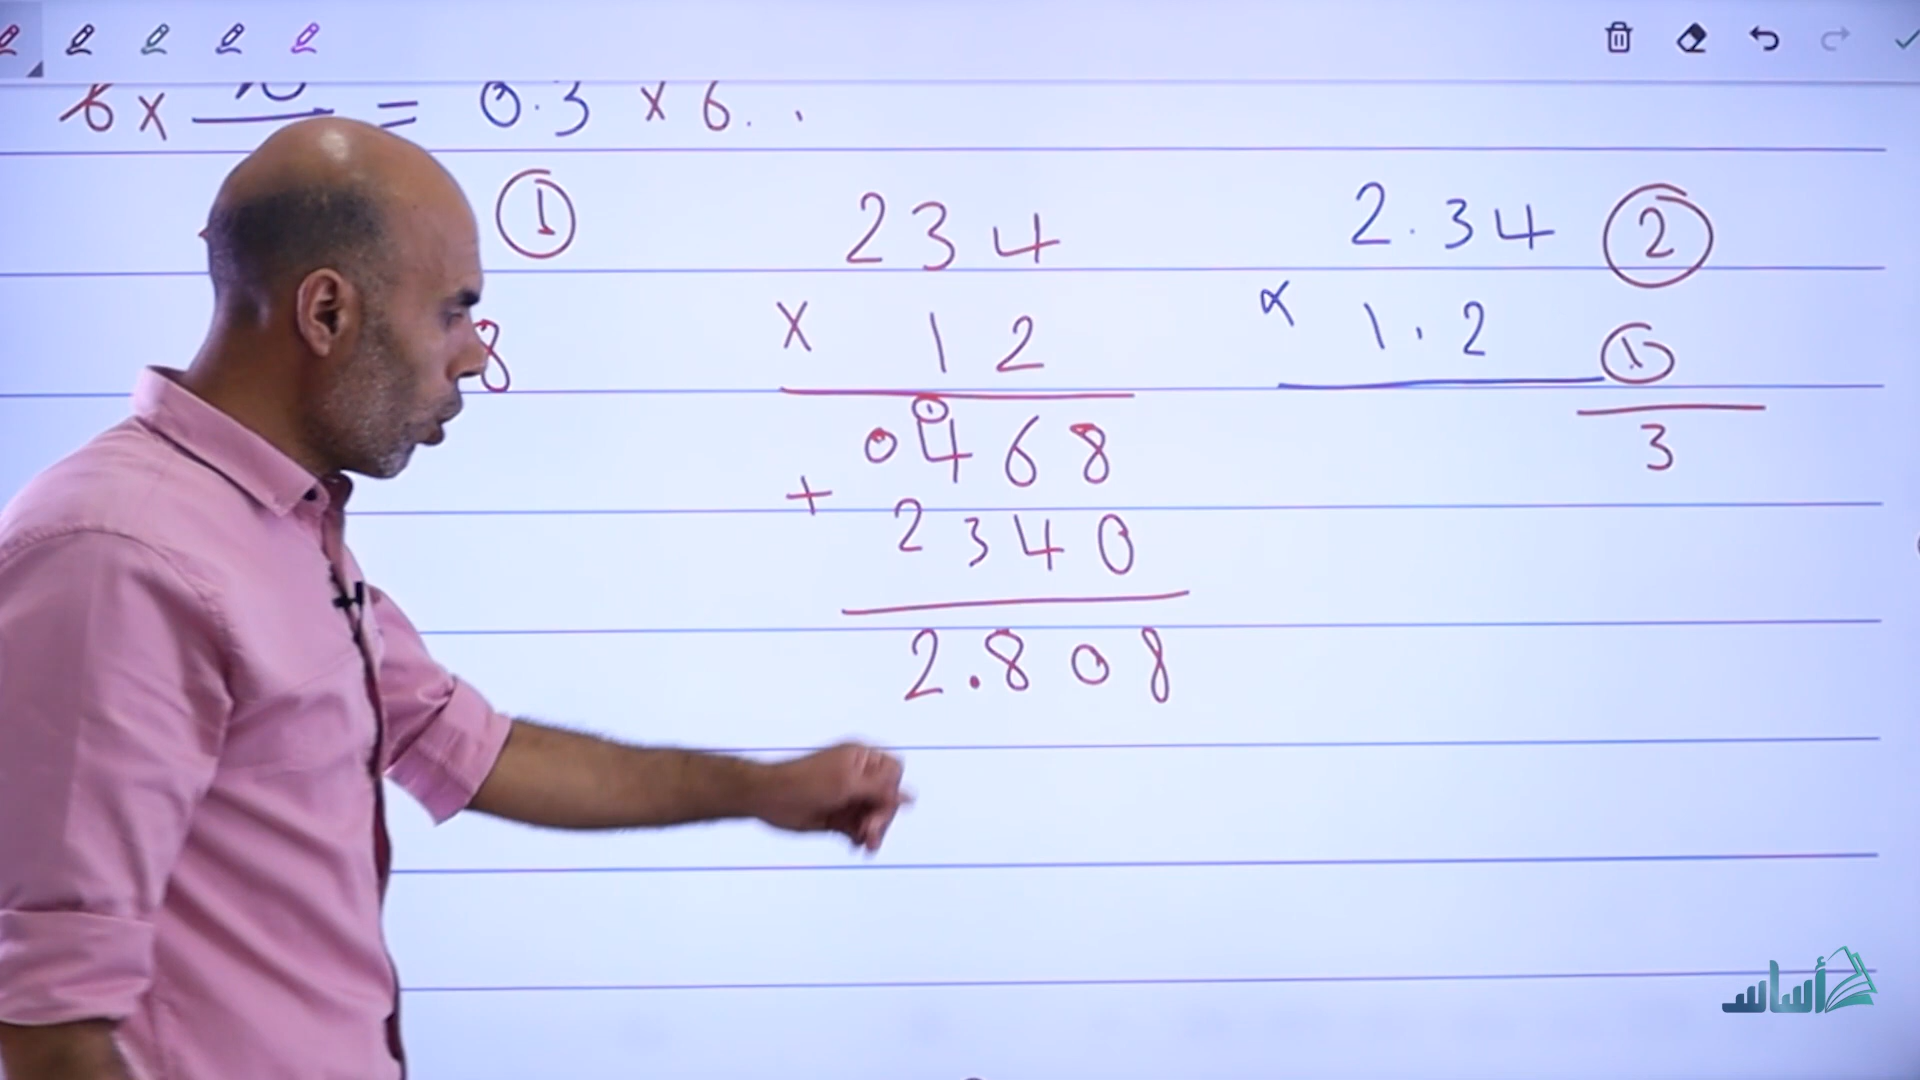 6 x = 0.3 x 6..
① 234 2.34 ②
8 x 12 x 1.2 ①
0468 3
①
+ 2340
2.808
أساس